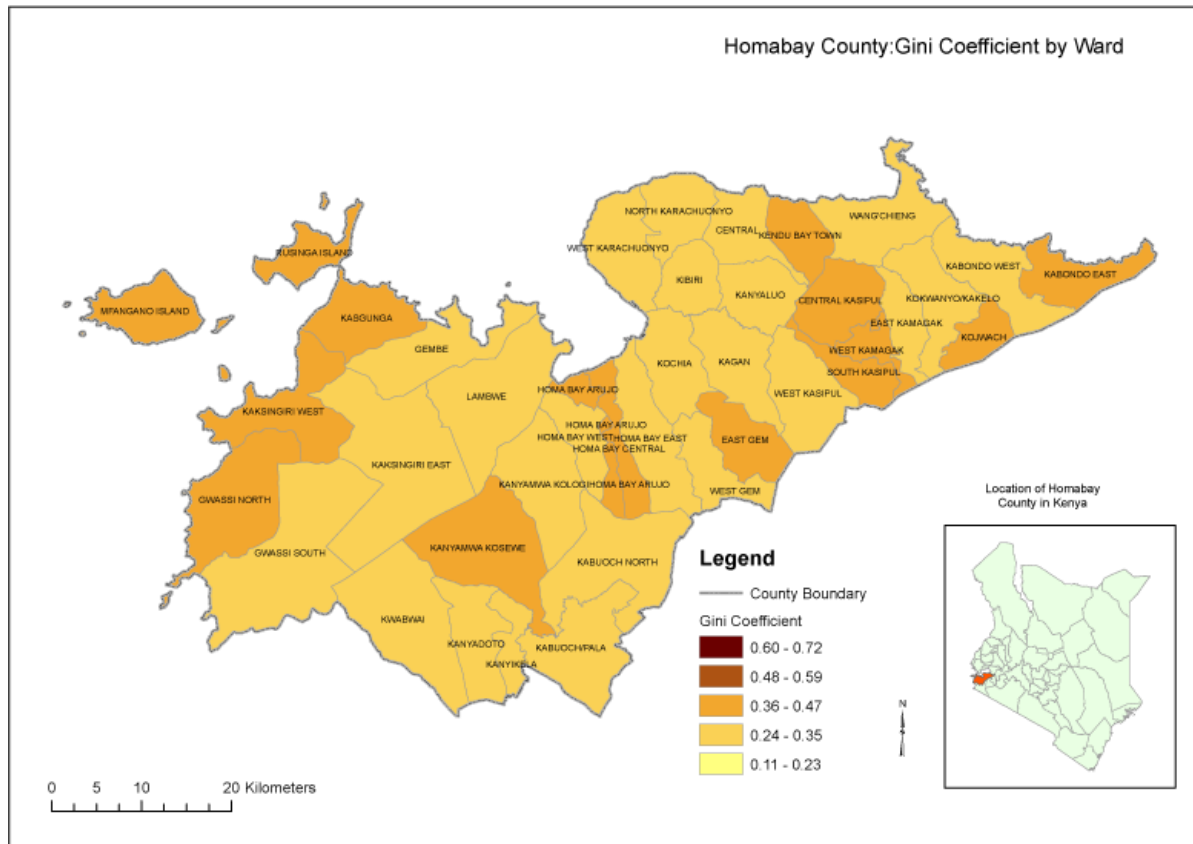 Homabay County:Gini Coefficient by Ward
NORTH KARACHUONYO
WANG'CHIENG
CENTRAL
KENDU BAY TOWN
WEST KARACHUONYO
RUSINGA ISLAND
KABONDO WEST
KABONDO EAST
KIBIRI
KANYALUO
CENTRAL KASIPUL
KOKWANYO/KAKELO
MFANGANO ISLAND
KASGUNGA
EAST KAMAGAK
KOJWACH
GEMBE
WEST KAMAGAK
KOCHIA
KAGAN
SOUTH KASIPUL
HOMA BAY ARUJO
WEST KASIPUL
LAMBWE
KAKSINGIRI WEST
HOMA BAY ARUJO
HOMA BAY WEST
HOMA BAY EAST
EAST GEM
HOMA BAY CENTRAL
KAKSINGIRI EAST
KANYAMWA KOLOGI
HOMA BAY ARUJO
WEST GEM
GWASSI NORTH
KANYAMWA KOSEWE
GWASSI SOUTH
KABUOCH NORTH
KWABWAI
KANYADOTO
KABUOCH/PALA
KANYIKELA
Location of Homabay
County in Kenya
Legend
County Boundary
Gini Coefficient
0.60 - 0.72
0.48 - 0.59
0.36 - 0.47
0.24 - 0.35
0.11 - 0.23
N
S
0 5 10 20 Kilometers